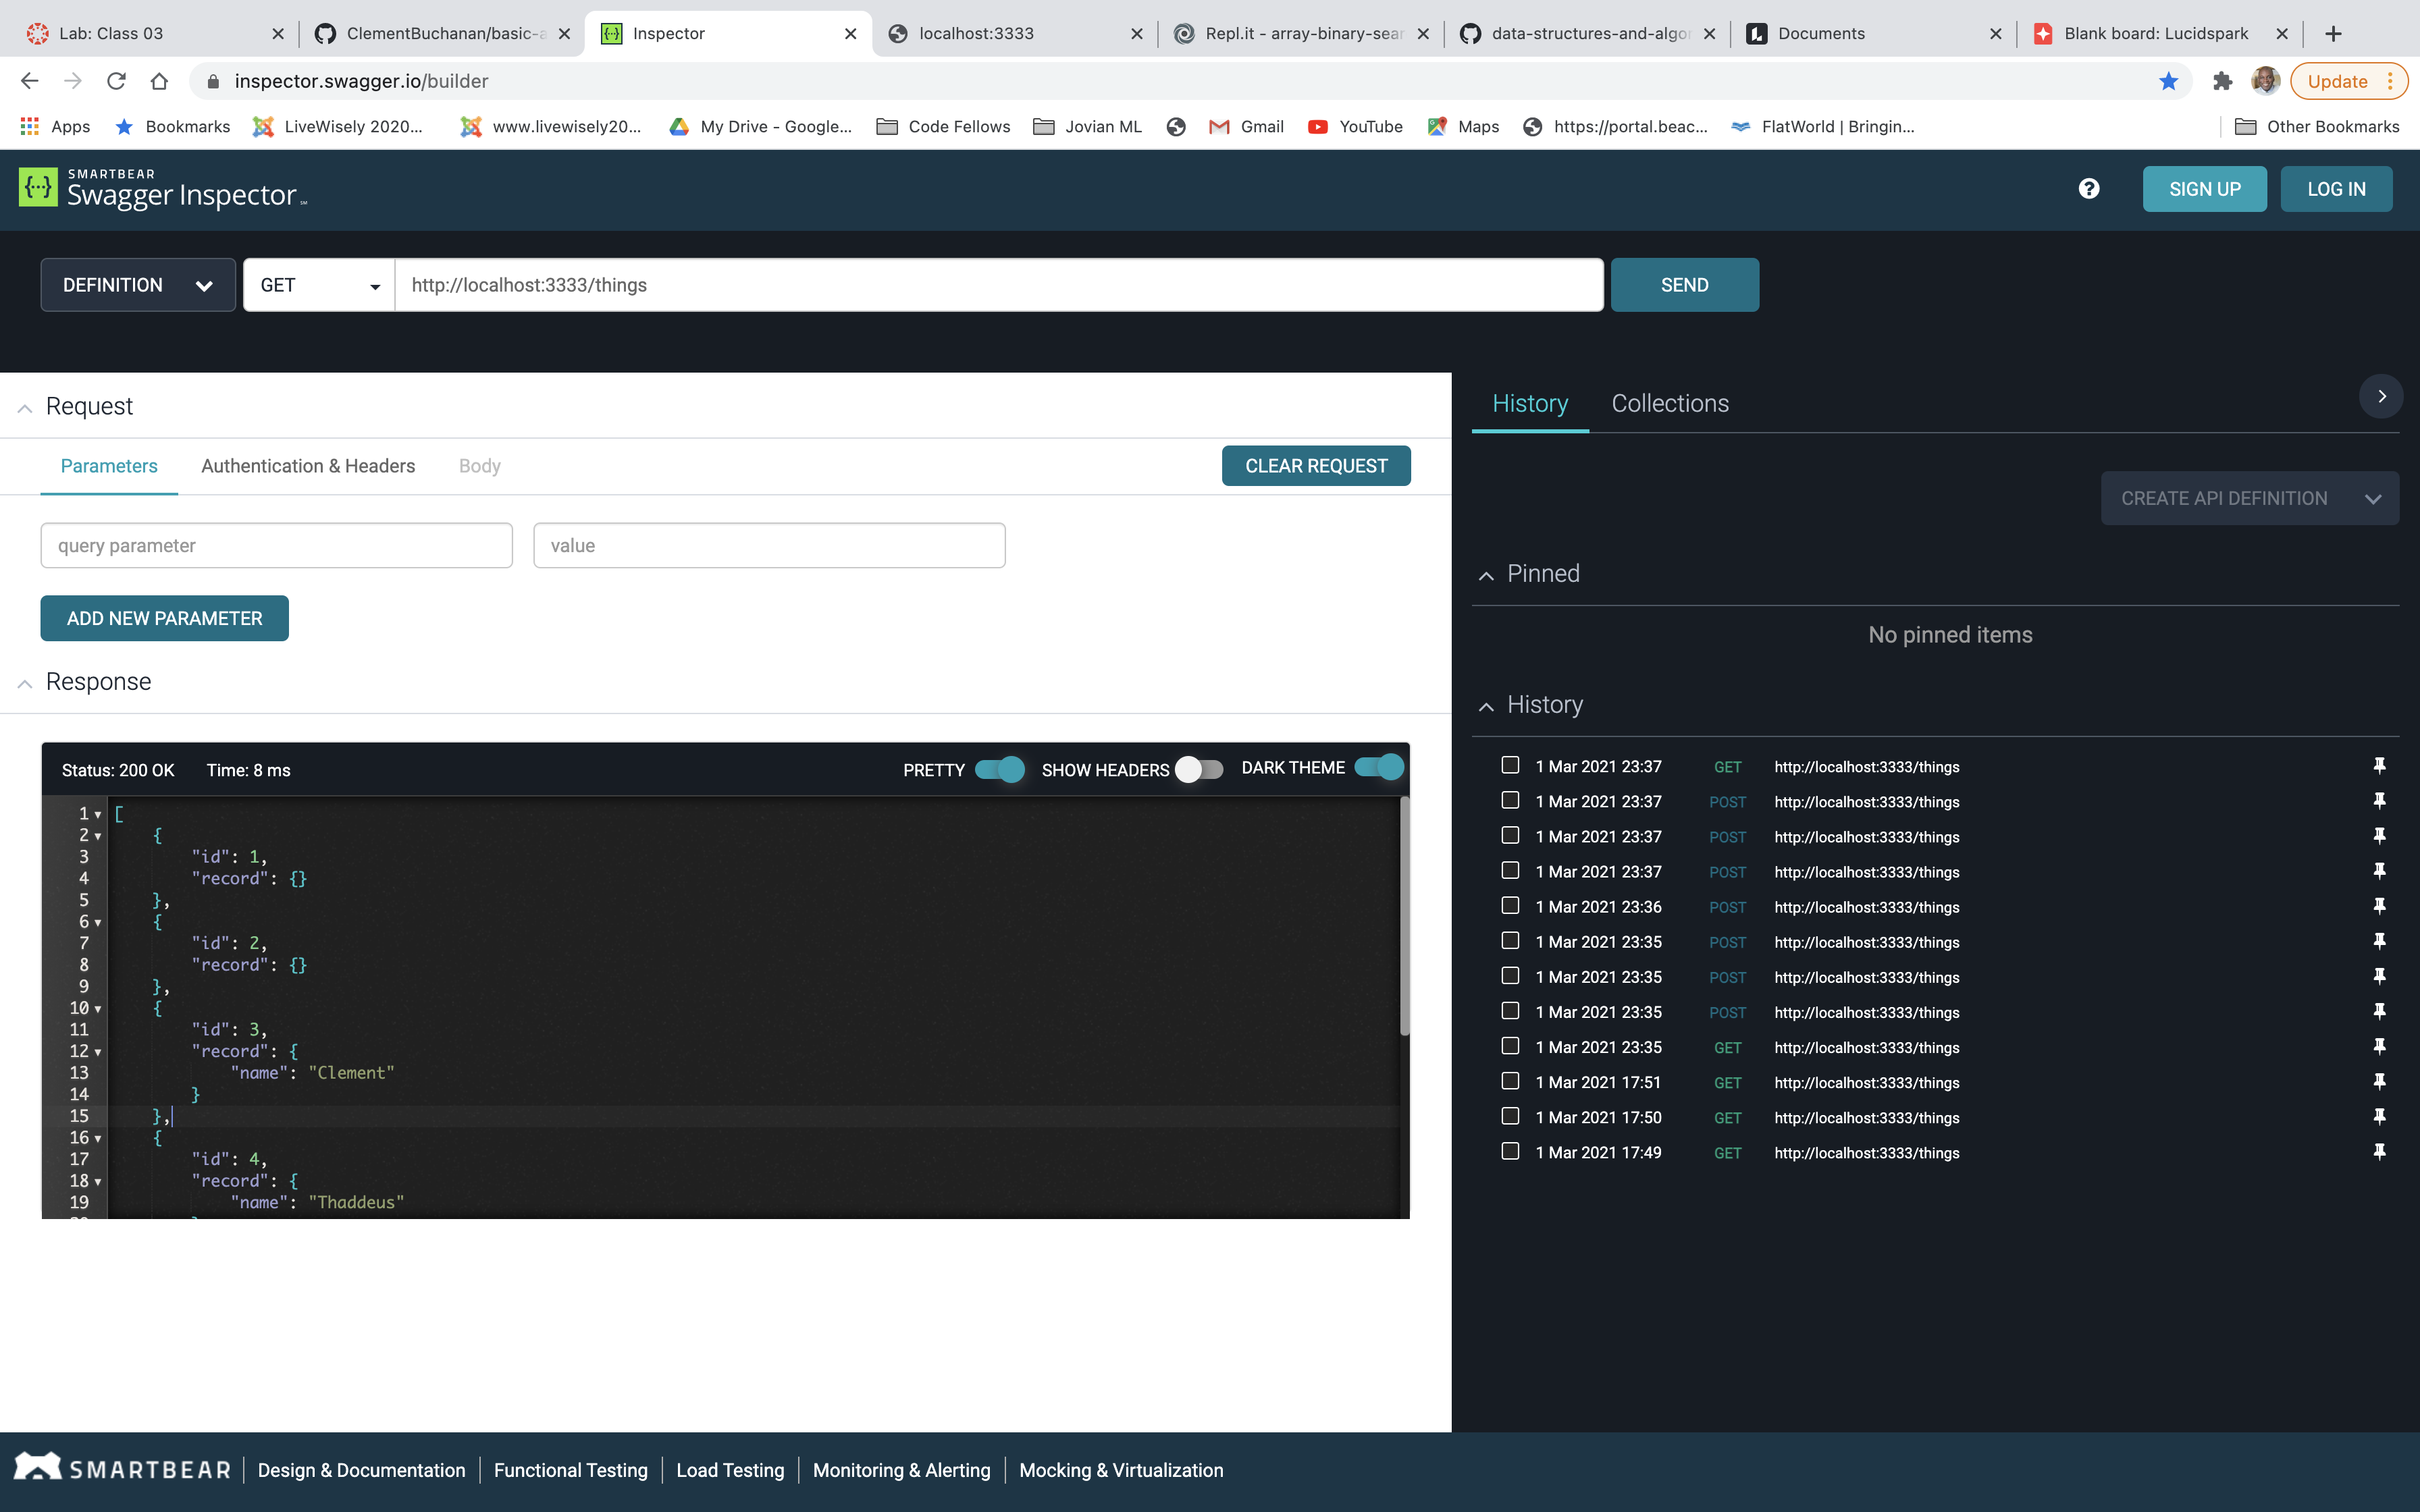 Lab: Class 03
ClementBuchanan/basic-a
Inspector
localhost:3333
Repl.it - array-binary-sear
data-structures-and-algor
Documents
Blank board: Lucidspark
inspector.swagger.io/builder
Update
Apps
Bookmarks
LiveWisely 2020...
www.livewisely20...
My Drive - Google...
Code Fellows
Jovian ML
Gmail
YouTube
Maps
https://portal.beac...
FlatWorld | Bringin...
Other Bookmarks
SMARTBEAR
Swagger Inspector
SIGN UP
LOG IN
DEFINITION
GET
http://localhost:3333/things
SEND
Request
Parameters
Authentication & Headers
Body
CLEAR REQUEST
query parameter
value
ADD NEW PARAMETER
Response
Status: 200 OK
Time: 8 ms
PRETTY
SHOW HEADERS
DARK THEME
1 [
2 {
3 "id": 1,
4 "record": {}
5 },
6 {
7 "id": 2,
8 "record": {}
9 },
10 {
11 "id": 3,
12 "record": {
13 "name": "Clement"
14 }
15 },
16 {
17 "id": 4,
18 "record": {
19 "name": "Thaddeus"
History
Collections
CREATE API DEFINITION
Pinned
No pinned items
History
1 Mar 2021 23:37 GET http://localhost:3333/things
1 Mar 2021 23:37 POST http://localhost:3333/things
1 Mar 2021 23:37 POST http://localhost:3333/things
1 Mar 2021 23:37 POST http://localhost:3333/things
1 Mar 2021 23:36 POST http://localhost:3333/things
1 Mar 2021 23:35 POST http://localhost:3333/things
1 Mar 2021 23:35 POST http://localhost:3333/things
1 Mar 2021 23:35 POST http://localhost:3333/things
1 Mar 2021 23:35 GET http://localhost:3333/things
1 Mar 2021 17:51 GET http://localhost:3333/things
1 Mar 2021 17:50 GET http://localhost:3333/things
1 Mar 2021 17:49 GET http://localhost:3333/things
SMARTBEAR
Design & Documentation
Functional Testing
Load Testing
Monitoring & Alerting
Mocking & Virtualization